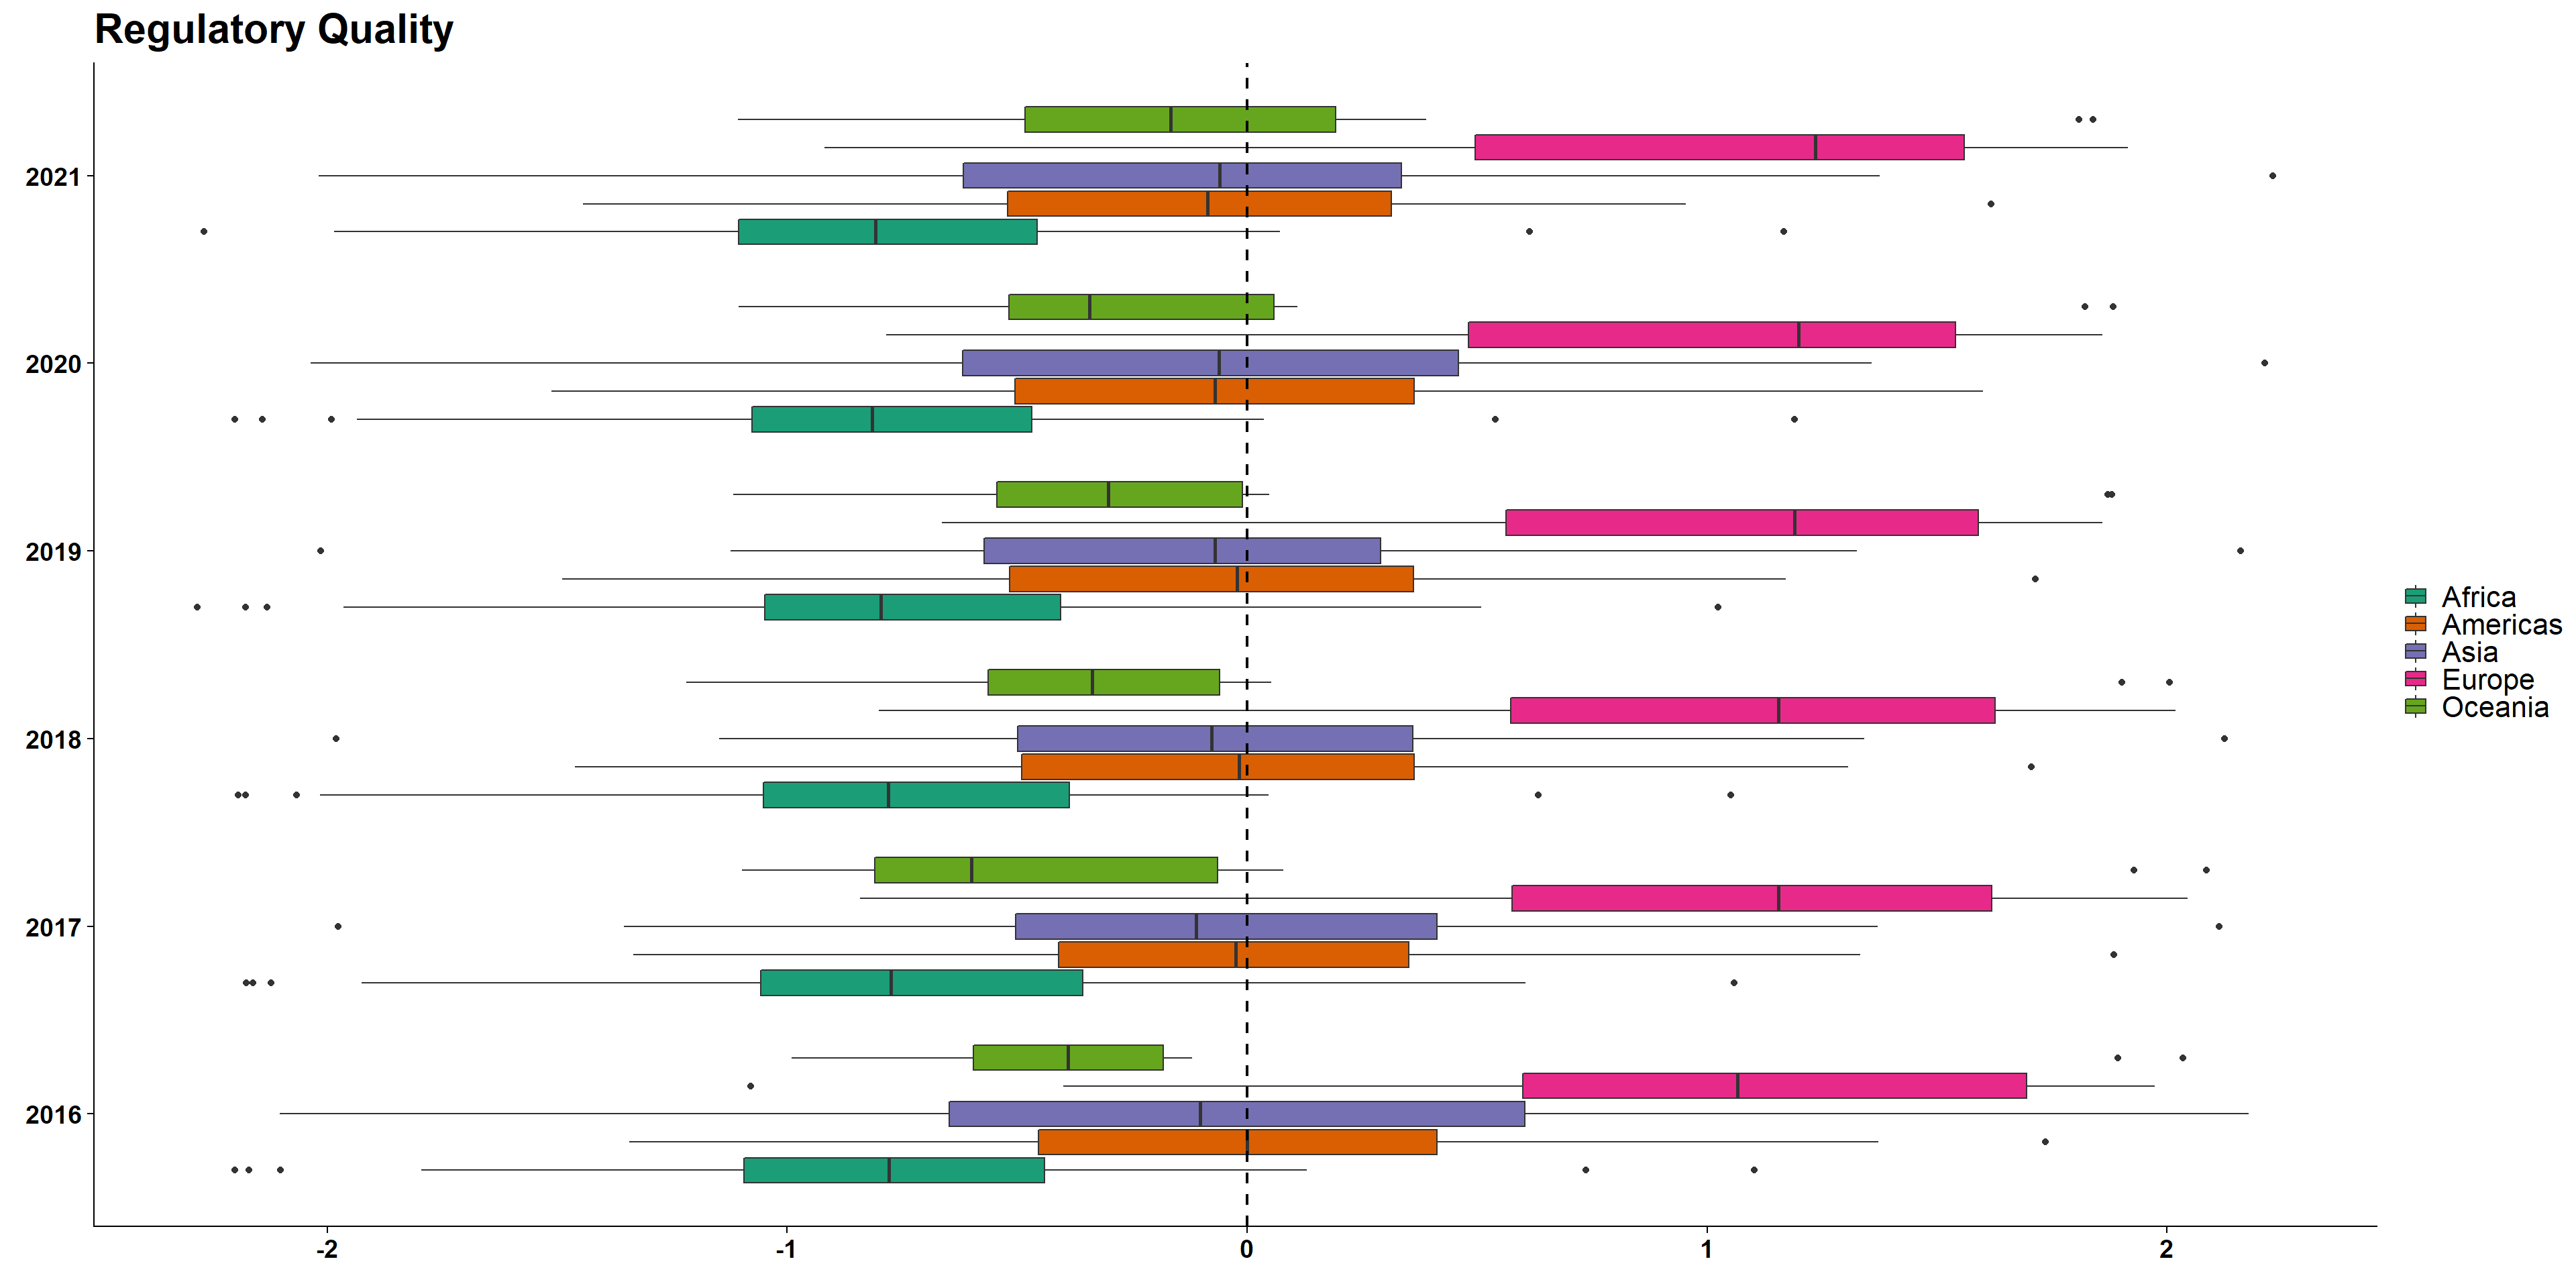 Regulatory Quality
2021
2020
2019
2018
2017
2016
-2 -1 0 1 2
Africa
Americas
Asia
Europe
Oceania